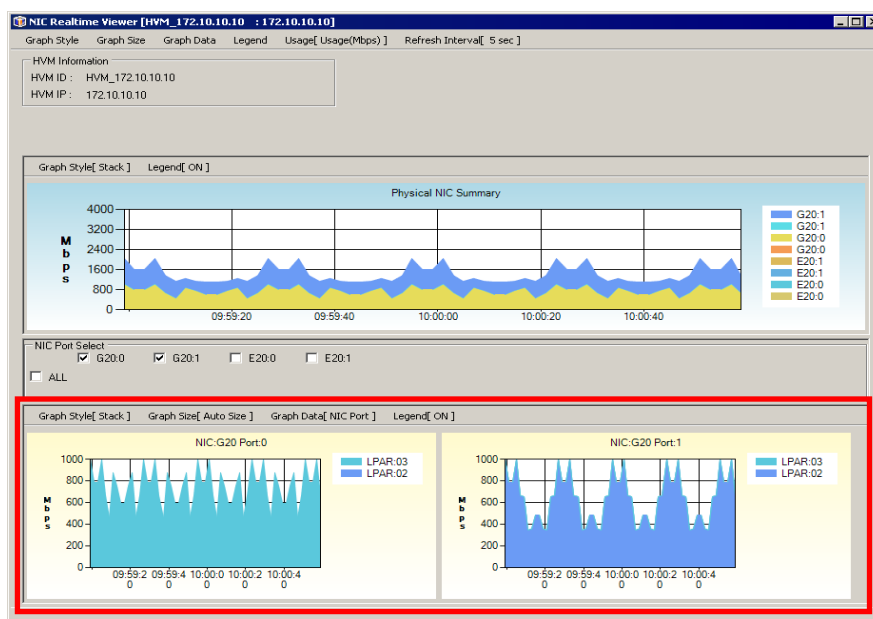 NIC Realtime Viewer [HVM_172.10.10.10 : 172.10.10.10]
Graph Style Graph Size Graph Data Legend Usage[ Usage(Mbps) ] Refresh Interval[ 5 sec ]
HVM Information
HVM ID : HVM_172.10.10.10
HVM IP : 172.10.10.10
Graph Style[ Stack ] Legend[ ON ]
Physical NIC Summary
Mbps
4000
3200
2400
1600
800
0
09:59:20 09:59:40 10:00:00 10:00:20 10:00:40
G20:1
G20:1
G20:0
G20:0
E20:1
E20:1
E20:0
E20:0
NIC Port Select
G20:0 G20:1 E20:0 E20:1
ALL
Graph Style[ Stack ] Graph Size[ Auto Size ] Graph Data[ NIC Port ] Legend[ ON ]
NIC:G20 Port:0
Mbps
1000
800
600
400
200
0
09:59:20 09:59:40 10:00:00 10:00:20 10:00:40
LPAR:03
LPAR:02
NIC:G20 Port:1
Mbps
1000
800
600
400
200
0
09:59:20 09:59:40 10:00:00 10:00:20 10:00:40
LPAR:03
LPAR:02